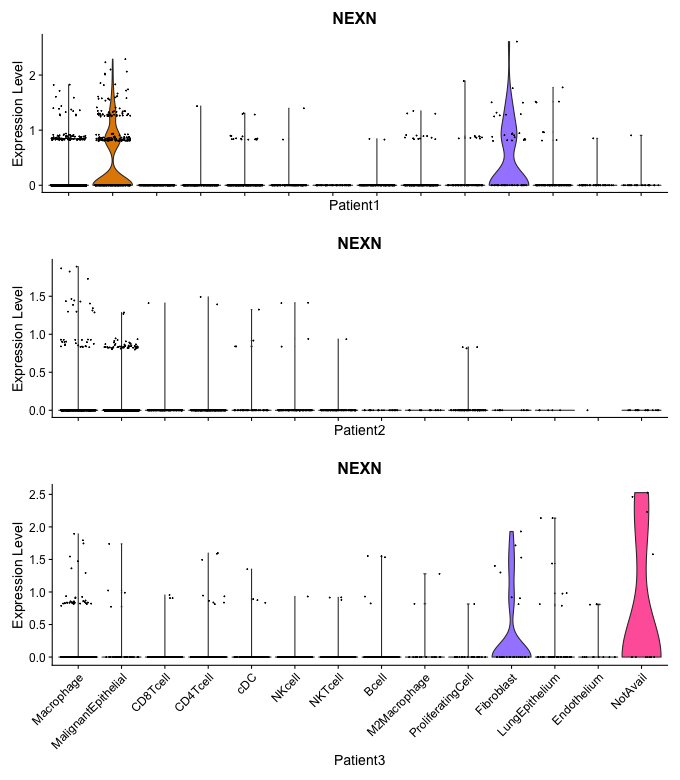 NEXN
Expression Level
2
1
0
Patient1
NEXN
Expression Level
1.5
1.0
0.5
0.0
Patient2
NEXN
Expression Level
2.5
2.0
1.5
1.0
0.5
0.0
Macrophage
MalignantEpithelial
CD8Tcell
CD4Tcell
cDC
NKcell
NKTcell
Bcell
M2Macrophage
ProliferatingCell
Fibroblast
LungEpithelium
Endothelium
NotAvail
Patient3